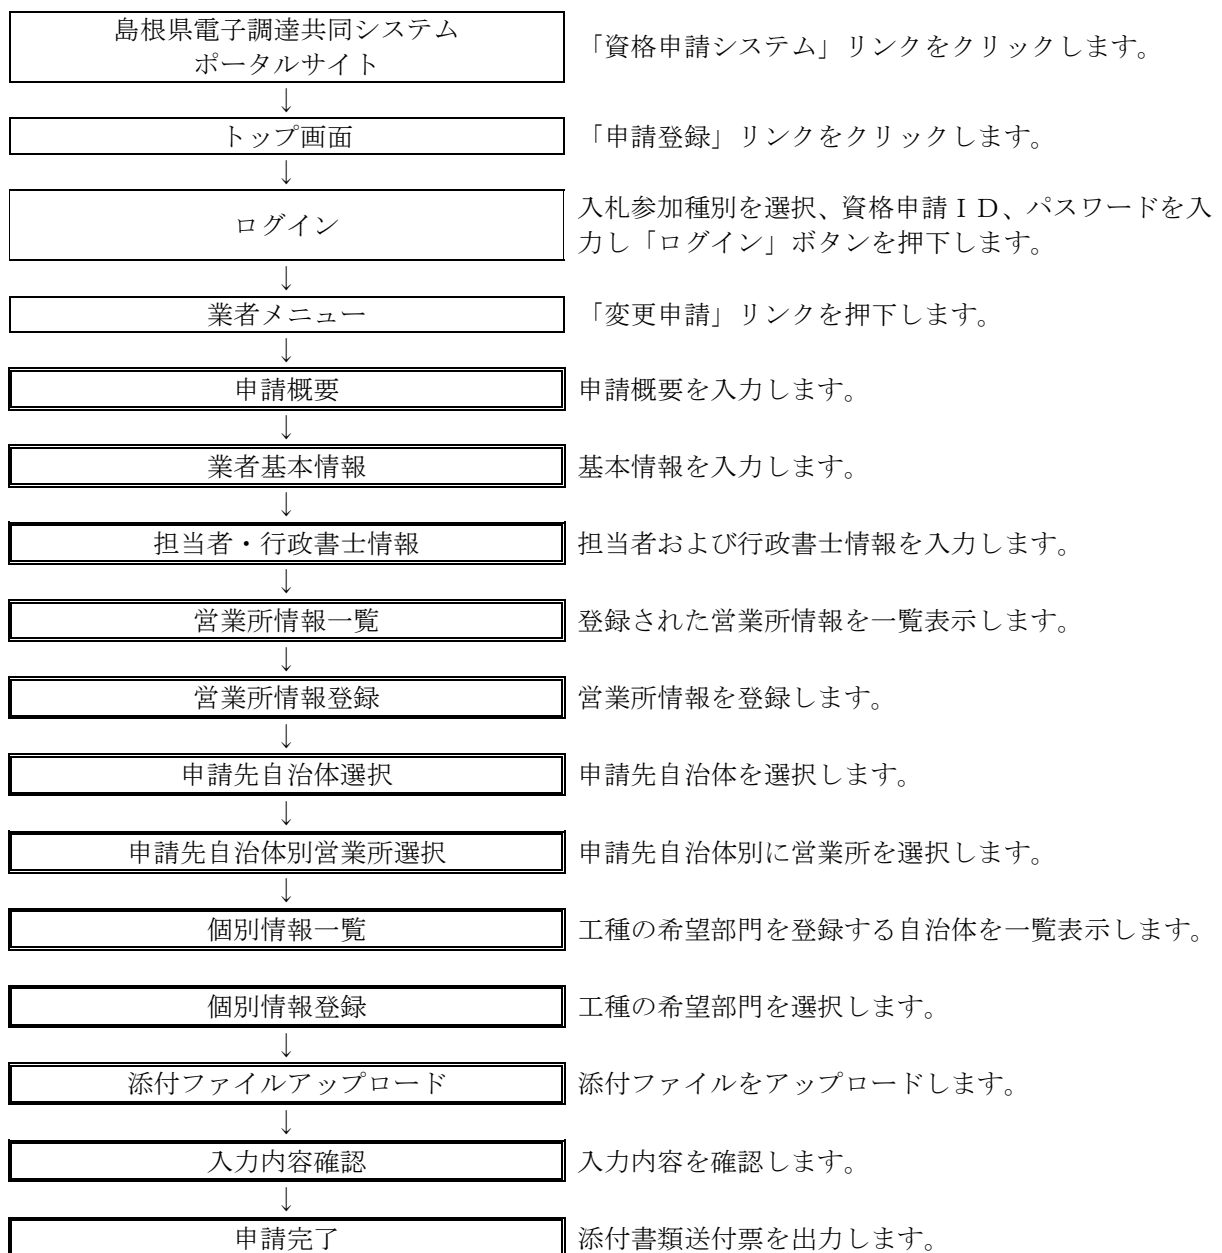 島根県電子調達共同システム
ポータルサイト
「資格申請システム」リンクをクリックします。
↓
トップ画面
「申請登録」リンクをクリックします。
↓
ログイン
入札参加種別を選択、資格申請ＩＤ、パスワードを入
力し「ログイン」ボタンを押下します。
↓
業者メニュー
「変更申請」リンクを押下します。
↓
申請概要
申請概要を入力します。
↓
業者基本情報
基本情報を入力します。
↓
担当者・行政書士情報
担当者および行政書士情報を入力します。
↓
営業所情報一覧
登録された営業所情報を一覧表示します。
↓
営業所情報登録
営業所情報を登録します。
↓
申請先自治体選択
申請先自治体を選択します。
↓
申請先自治体別営業所選択
申請先自治体別に営業所を選択します。
↓
個別情報一覧
工種の希望部門を登録する自治体を一覧表示します。
個別情報登録
工種の希望部門を選択します。
↓
添付ファイルアップロード
添付ファイルをアップロードします。
↓
入力内容確認
入力内容を確認します。
↓
申請完了
添付書類送付票を出力します。